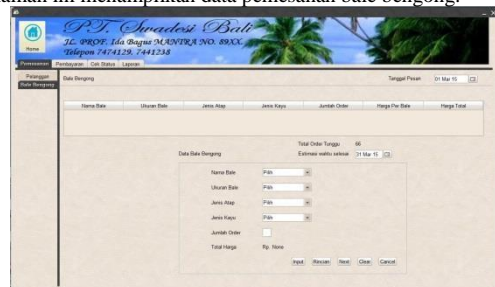 man ini menampilkan data pemesanan bale bengong.
P.T. Swadesi Bali
JL. PROF. Ida Bagus MANTRA NO. 89XX
Telepon 7474129, 7441238
Home
Pemesanan Pembayaran Cek Status Laporan
Pelanggan
Bale Bengong
Bale Bengong Tanggal Pesan 01 Mar 15
Nama Bale Ukuran Bale Jenis Atap Jenis Kayu Jumlah Order Harga Per Bale Harga Total
Total Order Tunggu 66
Data Bale Bengong Estimasi waktu selesai 31 Mar 15
Nama Bale Pilih
Ukuran Bale Pilih
Jenis Atap Pilih
Jenis Kayu Pilih
Jumlah Order
Total Harga Rp. None
Input Rincian Next Clear Cancel